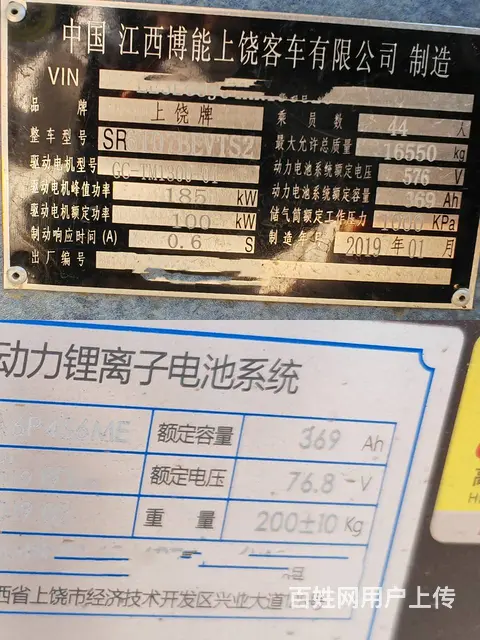 中国 江西博能上饶客车有限公司 制造
VIN
品牌 上饶牌 乘员数 44 人
整车型号 SR BEV1S2 最大允许总质量 16550 kg
驱动电机型号 动力电池系统额定电压 576 V
驱动电机峰值功率 185 kW 动力电池系统额定容量 369 Ah
驱动电机额定功率 100 kW 储气筒额定工作压力 KPa
制动响应时间(A) 0.6 S 制造年月 2019 年 01 月
出厂编号
动力锂离子电池系统
额定容量 369 Ah
额定电压 76.8 V
重量 200±10 Kg
西省上饶市经济技术开发区兴业大道
百姓网用户上传